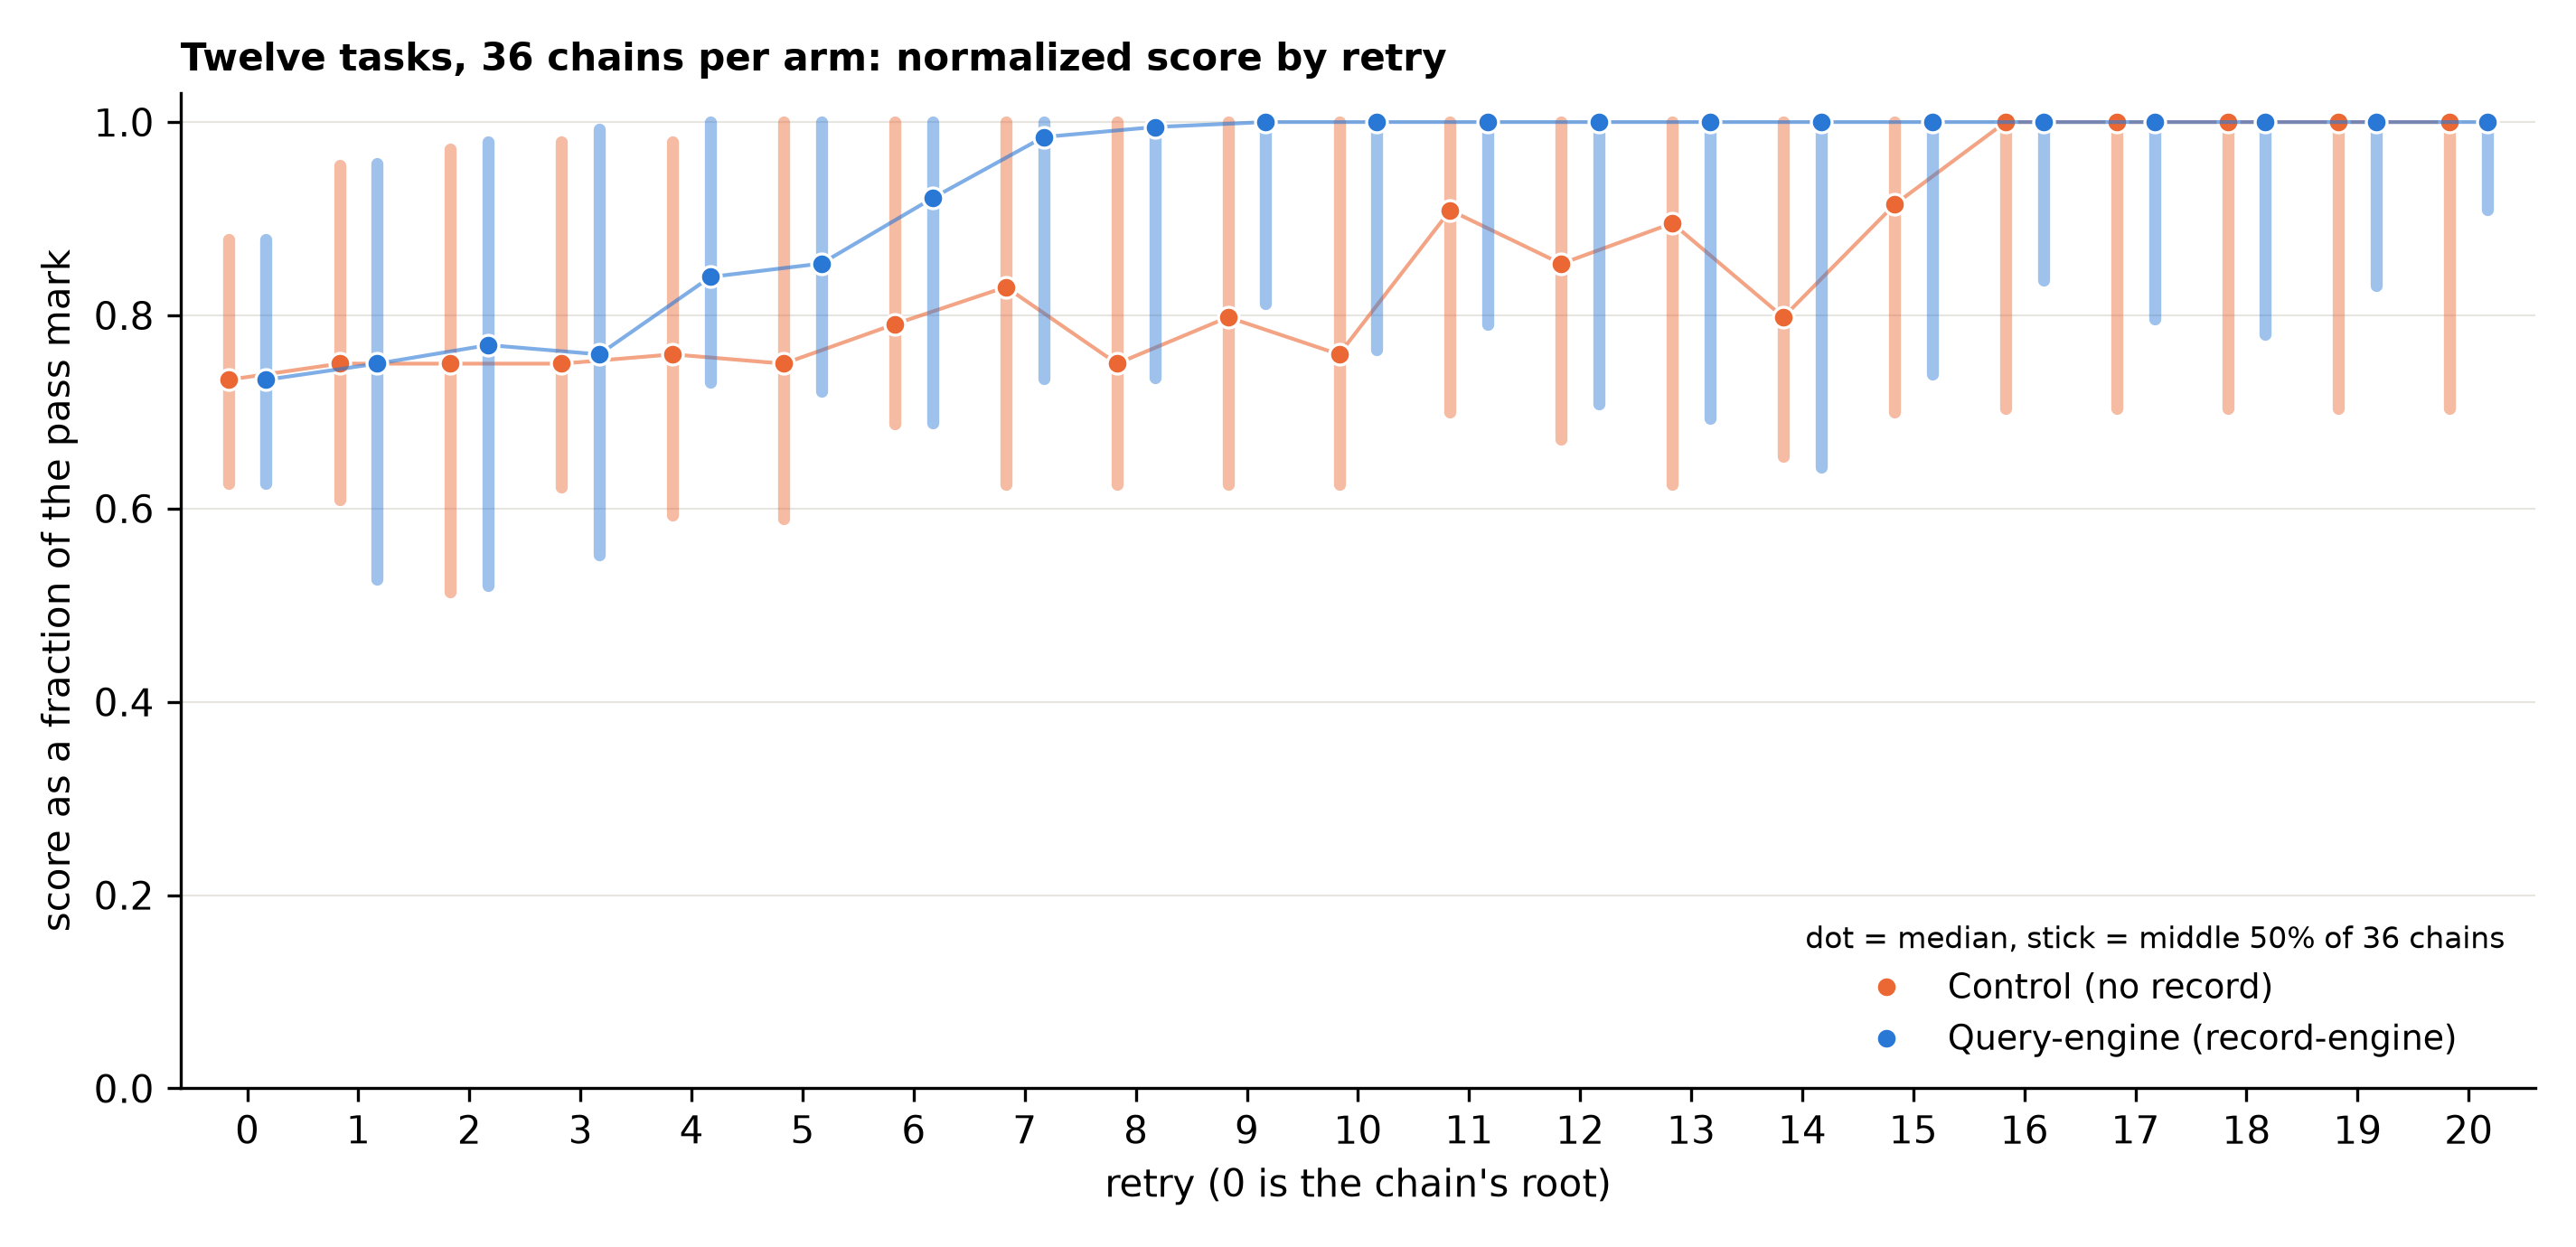 Twelve tasks, 36 chains per arm: normalized score by retry
score as a fraction of the pass mark
1.0
0.8
0.6
0.4
0.2
0.0
dot = median, stick = middle 50% of 36 chains
Control (no record)
Query-engine (record-engine)
0 1 2 3 4 5 6 7 8 9 10 11 12 13 14 15 16 17 18 19 20
retry (0 is the chain's root)